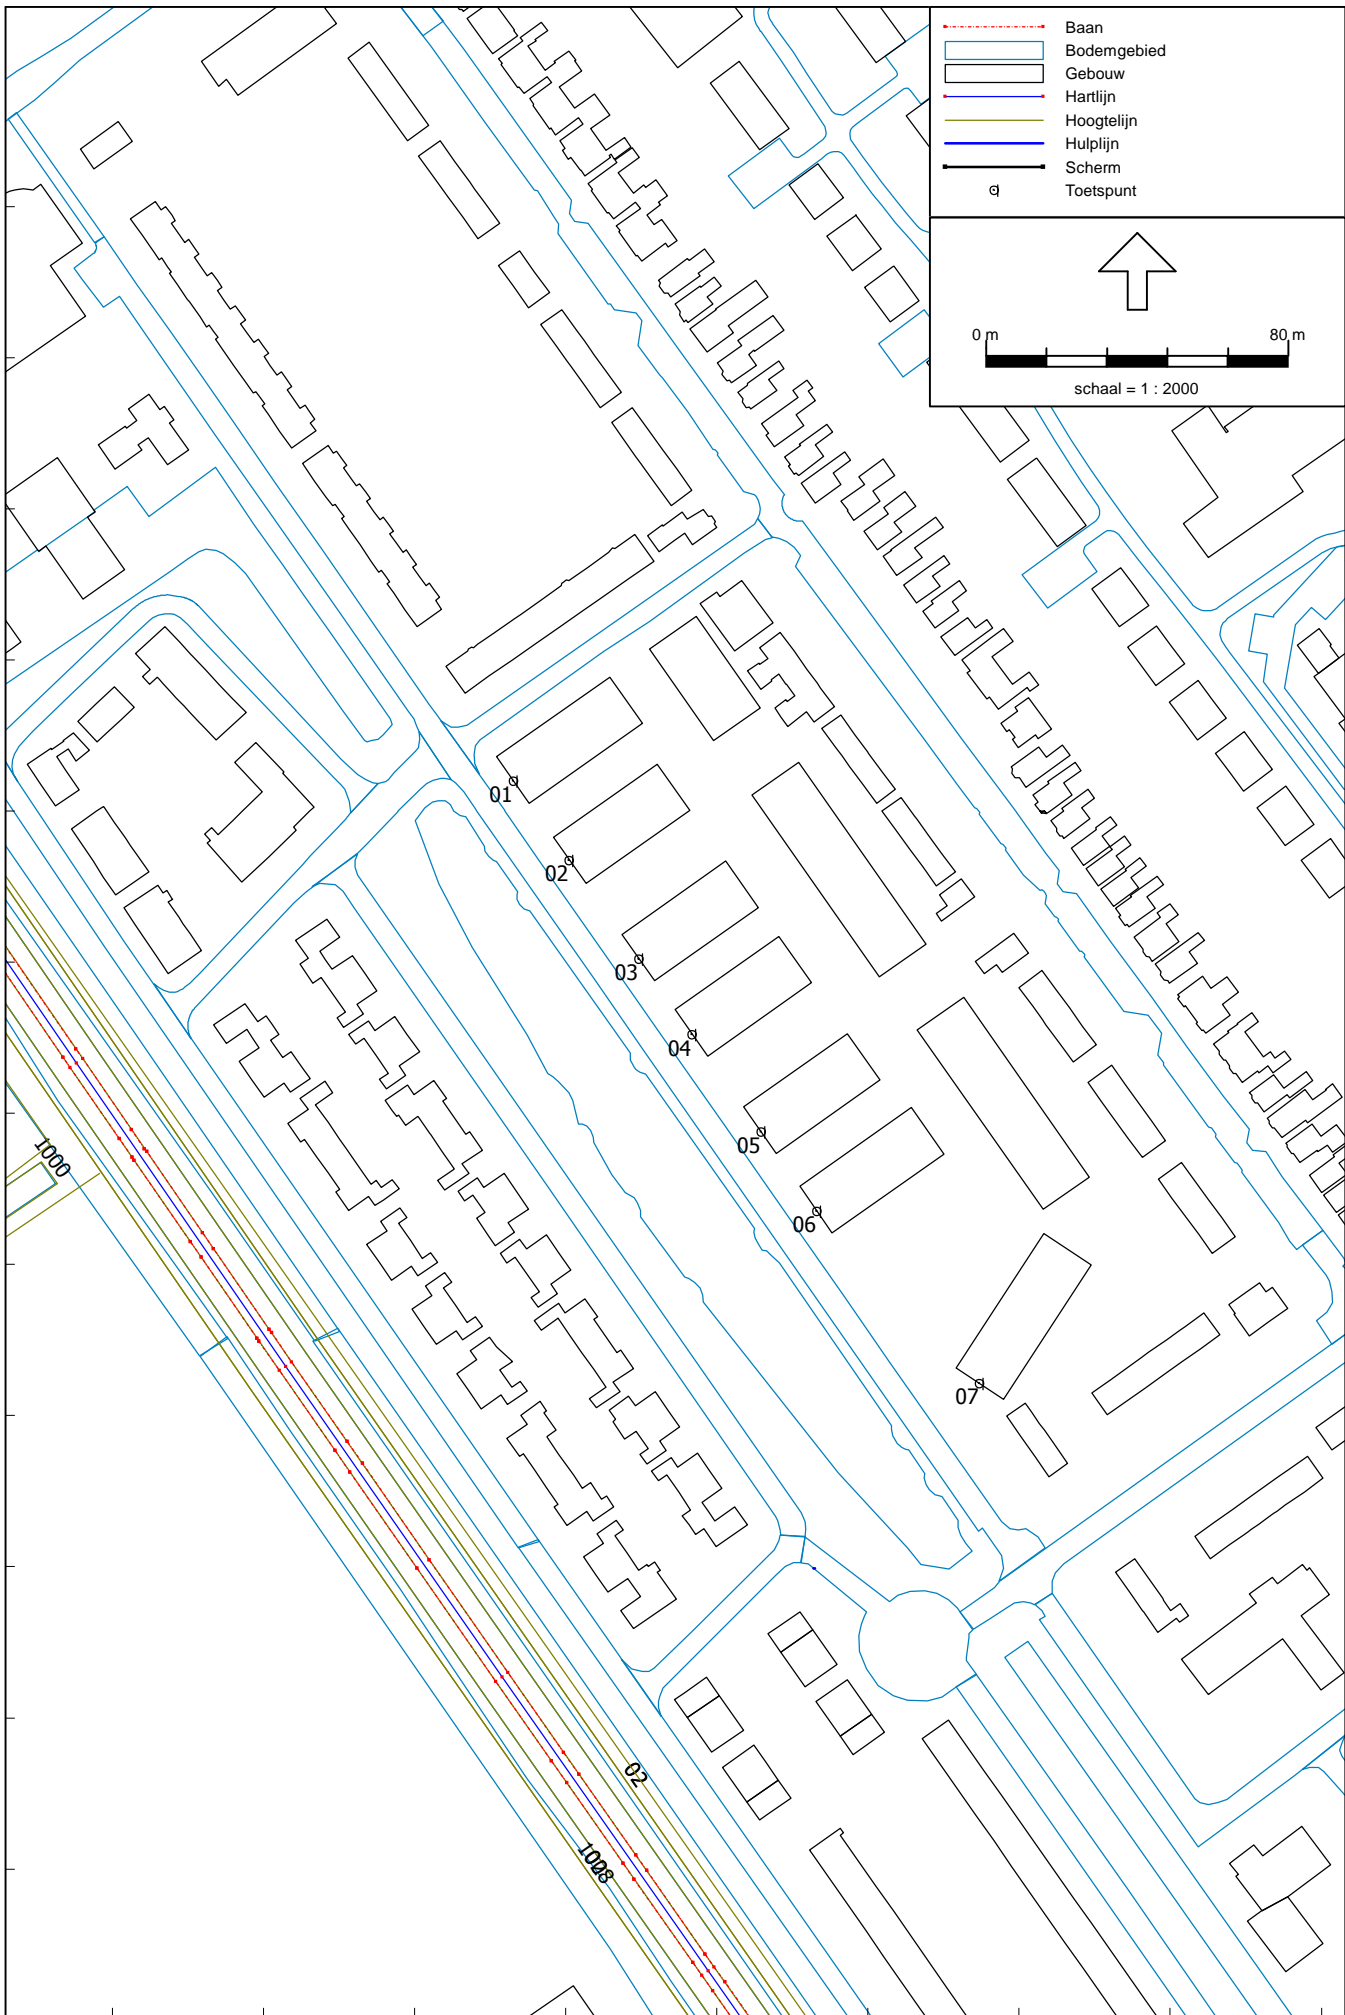 Baan
Bodemgebied
Gebouw
Hartlijn
Hoogtelijn
Hulplijn
Scherm
Toetspunt
0 m 80 m
schaal = 1 : 2000
01
02
03
04
05
06
07
1000
02